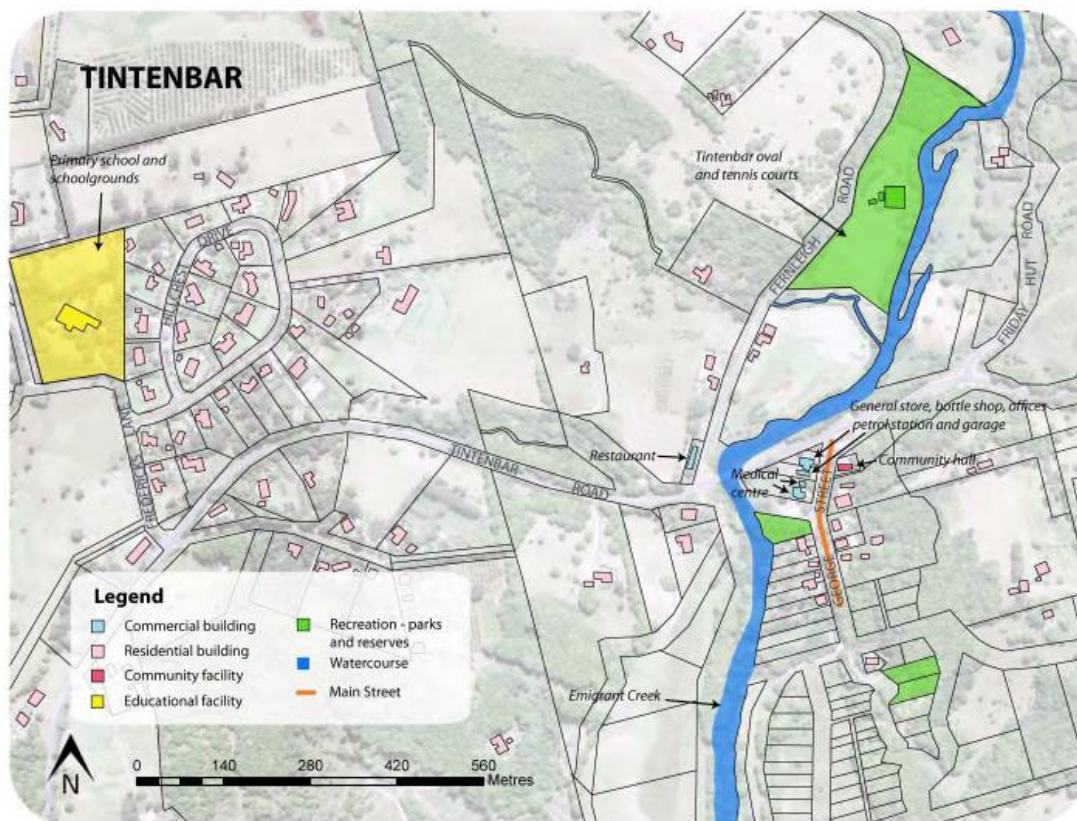 TINTENBAR
Primary school and
schoolgrounds
Tintenbar oval
and tennis courts
DRIVE
HILLCREST
FERNLEIGH ROAD
FRIDAY HUT ROAD
General store, bottle shop, offices
petrol station and garage
Restaurant
TINTENBAR ROAD
Medical
centre
Community hall
STREET
GEORGE
FREDERICKS LANE
Emigrant Creek
Legend
Commercial building
Residential building
Community facility
Educational facility
Recreation - parks
and reserves
Watercourse
Main Street
N
0 140 280 420 560
Metres